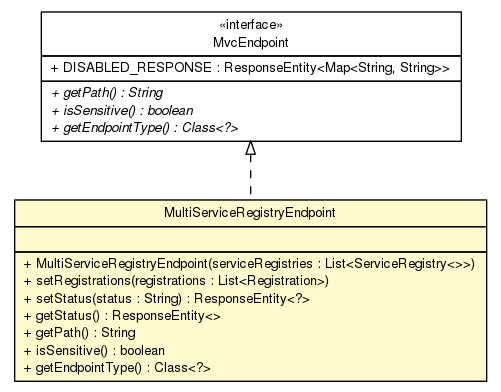 «interface»
MvcEndpoint
+ DISABLED_RESPONSE : ResponseEntity<Map<String, String>>
+ getPath() : String
+ isSensitive() : boolean
+ getEndpointType() : Class<?>
MultiServiceRegistryEndpoint
+ MultiServiceRegistryEndpoint(serviceRegistries : List<ServiceRegistry<>>)
+ setRegistrations(registrations : List<Registration>)
+ setStatus(status : String) : ResponseEntity<?>
+ getStatus() : ResponseEntity<>
+ getPath() : String
+ isSensitive() : boolean
+ getEndpointType() : Class<?>